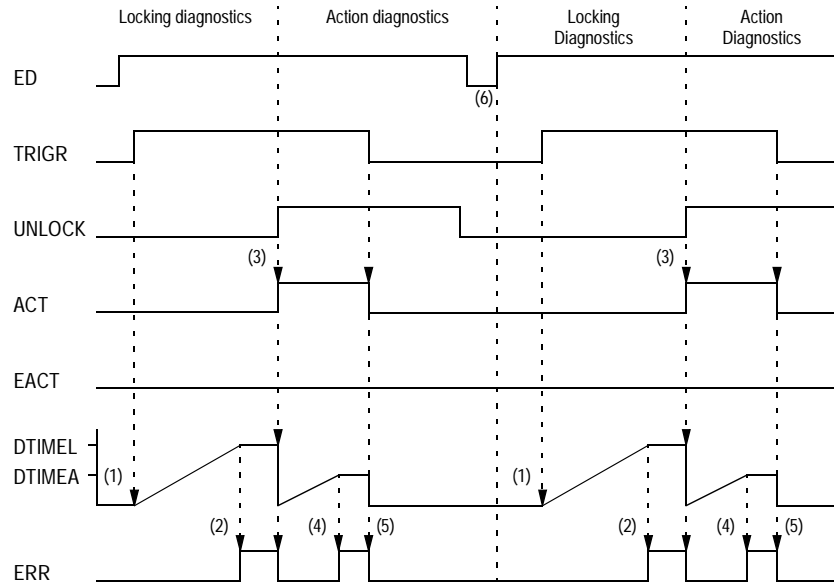 Locking diagnostics
Action diagnostics
Locking
Diagnostics
Action
Diagnostics
ED
(6)
TRIGR
UNLOCK
(3)
(3)
ACT
EACT
DTIMEL
DTIMEA
(1)
(1)
(2)
(4)
(5)
(2)
(4)
(5)
ERR